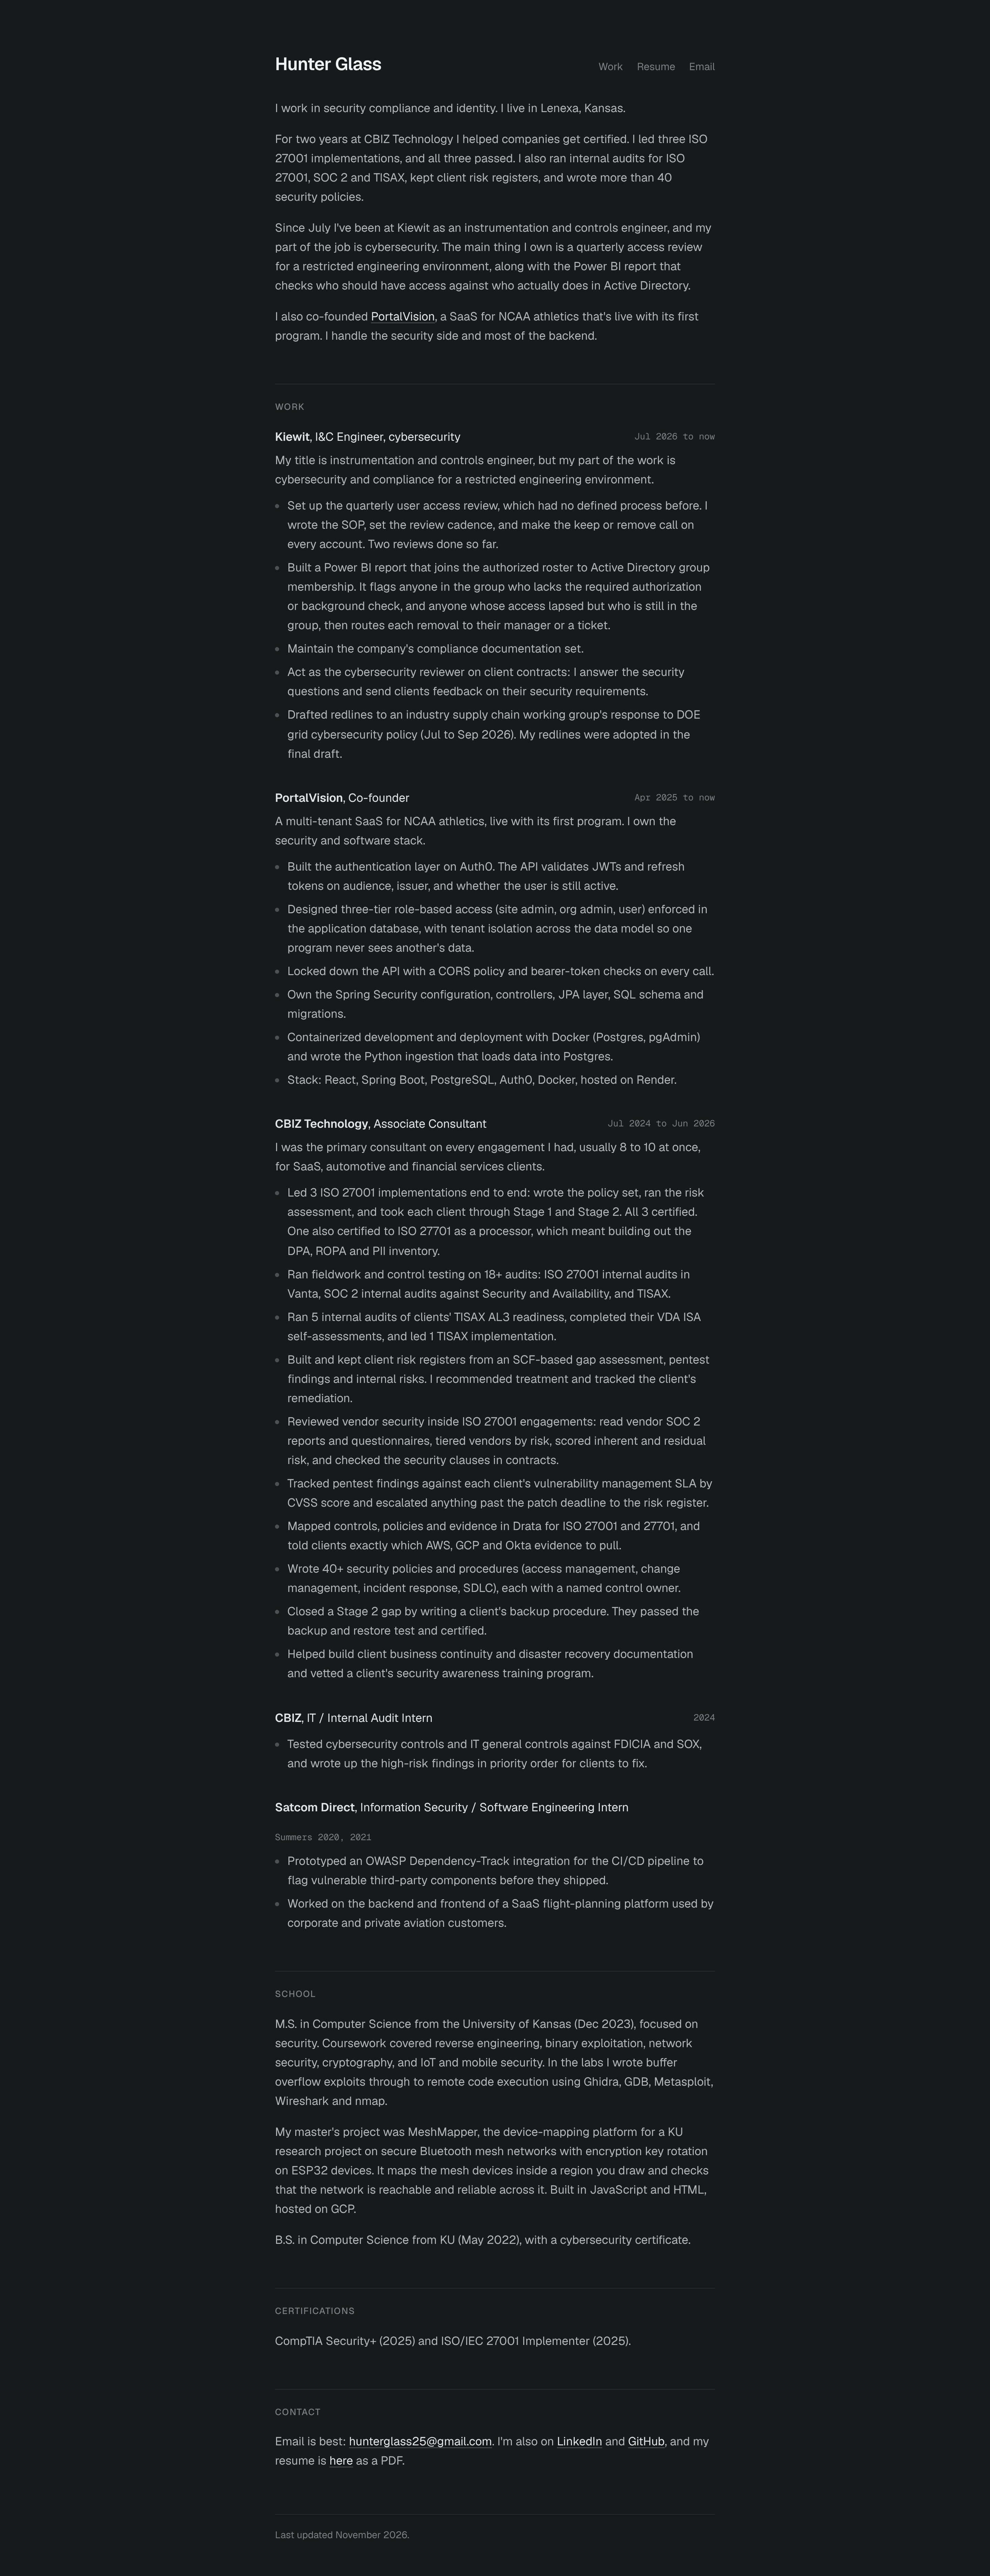 Hunter Glass
Work Resume Email
I work in security compliance and identity. I live in Lenexa, Kansas.
For two years at CBIZ Technology I helped companies get certified. I led three ISO
27001 implementations, and all three passed. I also ran internal audits for ISO
27001, SOC 2 and TISAX, kept client risk registers, and wrote more than 40
security policies.
Since July I've been at Kiewit as an instrumentation and controls engineer, and my
part of the job is cybersecurity. The main thing I own is a quarterly access review
for a restricted engineering environment, along with the Power BI report that
checks who should have access against who actually does in Active Directory.
I also co-founded PortalVision, a SaaS for NCAA athletics that's live with its first
program. I handle the security side and most of the backend.
WORK
Kiewit, I&C Engineer, cybersecurity Jul 2026 to now
My title is instrumentation and controls engineer, but my part of the work is
cybersecurity and compliance for a restricted engineering environment.
Set up the quarterly user access review, which had no defined process before. I
wrote the SOP, set the review cadence, and make the keep or remove call on
every account. Two reviews done so far.
Built a Power BI report that joins the authorized roster to Active Directory group
membership. It flags anyone in the group who lacks the required authorization
or background check, and anyone whose access lapsed but who is still in the
group, then routes each removal to their manager or a ticket.
Maintain the company's compliance documentation set.
Act as the cybersecurity reviewer on client contracts: I answer the security
questions and send clients feedback on their security requirements.
Drafted redlines to an industry supply chain working group's response to DOE
grid cybersecurity policy (Jul to Sep 2026). My redlines were adopted in the
final draft.
PortalVision, Co-founder Apr 2025 to now
A multi-tenant SaaS for NCAA athletics, live with its first program. I own the
security and software stack.
Built the authentication layer on Auth0. The API validates JWTs and refresh
tokens on audience, issuer, and whether the user is still active.
Designed three-tier role-based access (site admin, org admin, user) enforced in
the application database, with tenant isolation across the data model so one
program never sees another's data.
Locked down the API with a CORS policy and bearer-token checks on every call.
Own the Spring Security configuration, controllers, JPA layer, SQL schema and
migrations.
Containerized development and deployment with Docker (Postgres, pgAdmin)
and wrote the Python ingestion that loads data into Postgres.
Stack: React, Spring Boot, PostgreSQL, Auth0, Docker, hosted on Render.
CBIZ Technology, Associate Consultant Jul 2024 to Jun 2026
I was the primary consultant on every engagement I had, usually 8 to 10 at once,
for SaaS, automotive and financial services clients.
Led 3 ISO 27001 implementations end to end: wrote the policy set, ran the risk
assessment, and took each client through Stage 1 and Stage 2. All 3 certified.
One also certified to ISO 27701 as a processor, which meant building out the
DPA, ROPA and PII inventory.
Ran fieldwork and control testing on 18+ audits: ISO 27001 internal audits in
Vanta, SOC 2 internal audits against Security and Availability, and TISAX.
Ran 5 internal audits of clients' TISAX AL3 readiness, completed their VDA ISA
self-assessments, and led 1 TISAX implementation.
Built and kept client risk registers from an SCF-based gap assessment, pentest
findings and internal risks. I recommended treatment and tracked the client's
remediation.
Reviewed vendor security inside ISO 27001 engagements: read vendor SOC 2
reports and questionnaires, tiered vendors by risk, scored inherent and residual
risk, and checked the security clauses in contracts.
Tracked pentest findings against each client's vulnerability management SLA by
CVSS score and escalated anything past the patch deadline to the risk register.
Mapped controls, policies and evidence in Drata for ISO 27001 and 27701, and
told clients exactly which AWS, GCP and Okta evidence to pull.
Wrote 40+ security policies and procedures (access management, change
management, incident response, SDLC), each with a named control owner.
Closed a Stage 2 gap by writing a client's backup procedure. They passed the
backup and restore test and certified.
Helped build client business continuity and disaster recovery documentation
and vetted a client's security awareness training program.
CBIZ, IT / Internal Audit Intern 2024
Tested cybersecurity controls and IT general controls against FDICIA and SOX,
and wrote up the high-risk findings in priority order for clients to fix.
Satcom Direct, Information Security / Software Engineering Intern
Summers 2020, 2021
Prototyped an OWASP Dependency-Track integration for the CI/CD pipeline to
flag vulnerable third-party components before they shipped.
Worked on the backend and frontend of a SaaS flight-planning platform used by
corporate and private aviation customers.
SCHOOL
M.S. in Computer Science from the University of Kansas (Dec 2023), focused on
security. Coursework covered reverse engineering, binary exploitation, network
security, cryptography, and IoT and mobile security. In the labs I wrote buffer
overflow exploits through to remote code execution using Ghidra, GDB, Metasploit,
Wireshark and nmap.
My master's project was MeshMapper, the device-mapping platform for a KU
research project on secure Bluetooth mesh networks with encryption key rotation
on ESP32 devices. It maps the mesh devices inside a region you draw and checks
that the network is reachable and reliable across it. Built in JavaScript and HTML,
hosted on GCP.
B.S. in Computer Science from KU (May 2022), with a cybersecurity certificate.
CERTIFICATIONS
CompTIA Security+ (2025) and ISO/IEC 27001 Implementer (2025).
CONTACT
Email is best: hunterglass25@gmail.com. I'm also on LinkedIn and GitHub, and my
resume is here as a PDF.
Last updated November 2026.